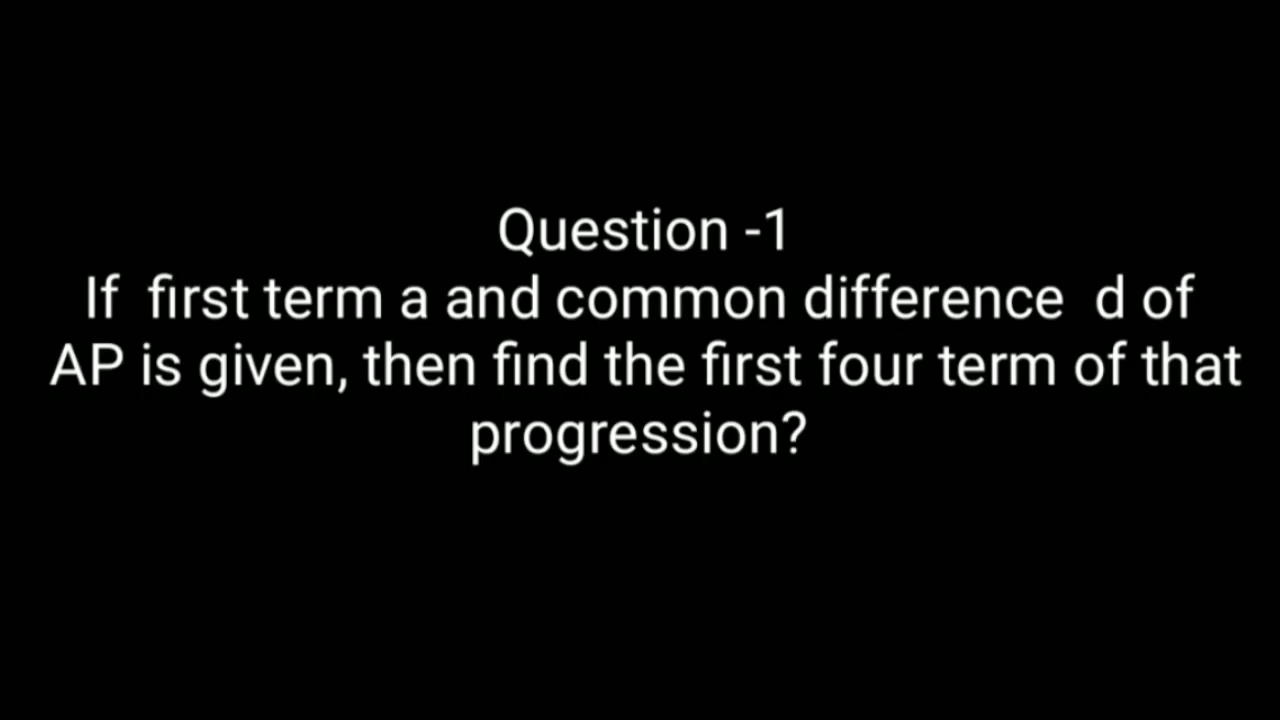 Question -1
If  first term a and common difference  d of
AP is given, then find the first four term of that
progression?